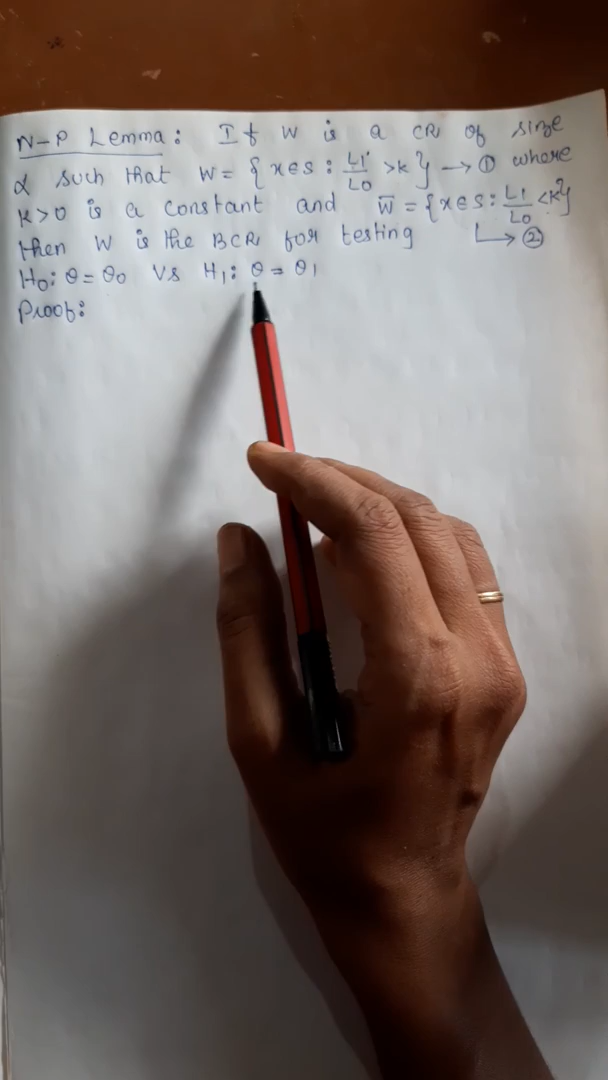 N-P Lemma: If W is a CR of size
α such that W = { x∈S : L1/L0 >k } → ① where
K>0 is a constant and W̅ = {x∈S: L1/L0 <k}
then W is the BCR for testing ↳ ②
H0: θ = θ0 Vs H1: θ = θ1
Proof: